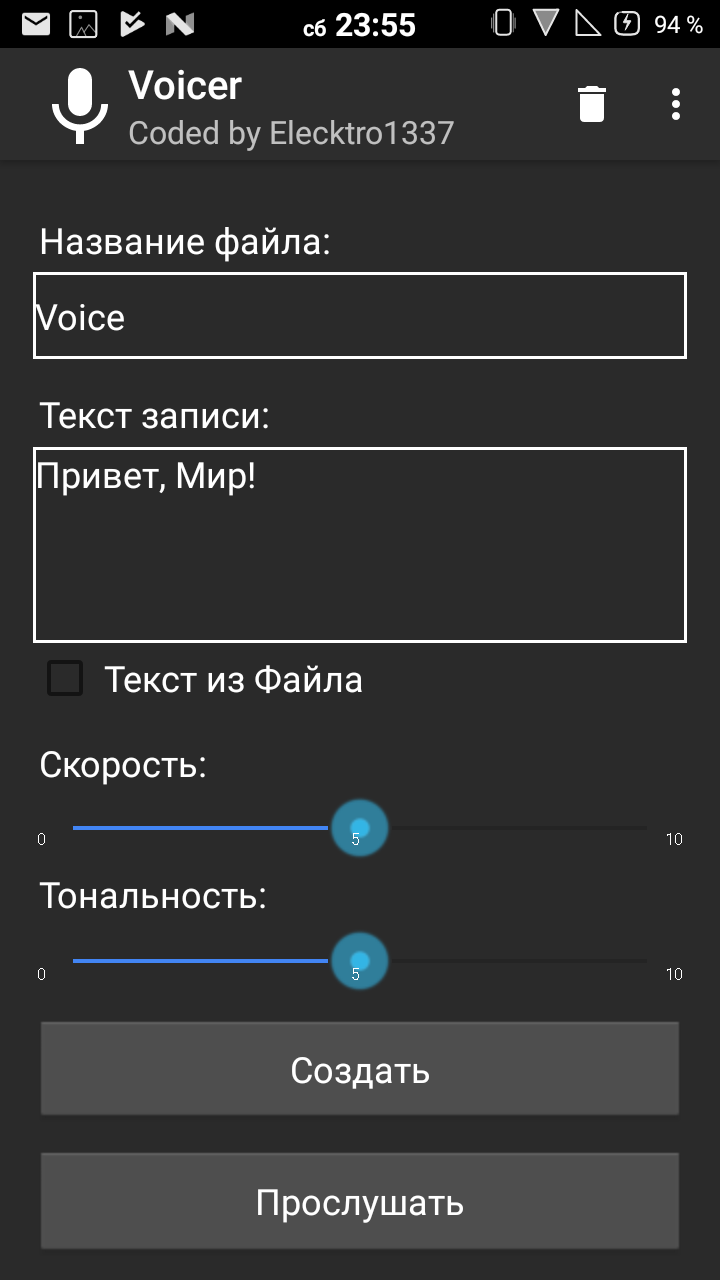 сб 23:55 94 %
Voicer
Coded by Elecktro1337
Название файла:
Voice
Текст записи:
Привет, Мир!
Текст из Файла
Скорость:
0 5 10
Тональность:
0 5 10
Создать
Прослушать